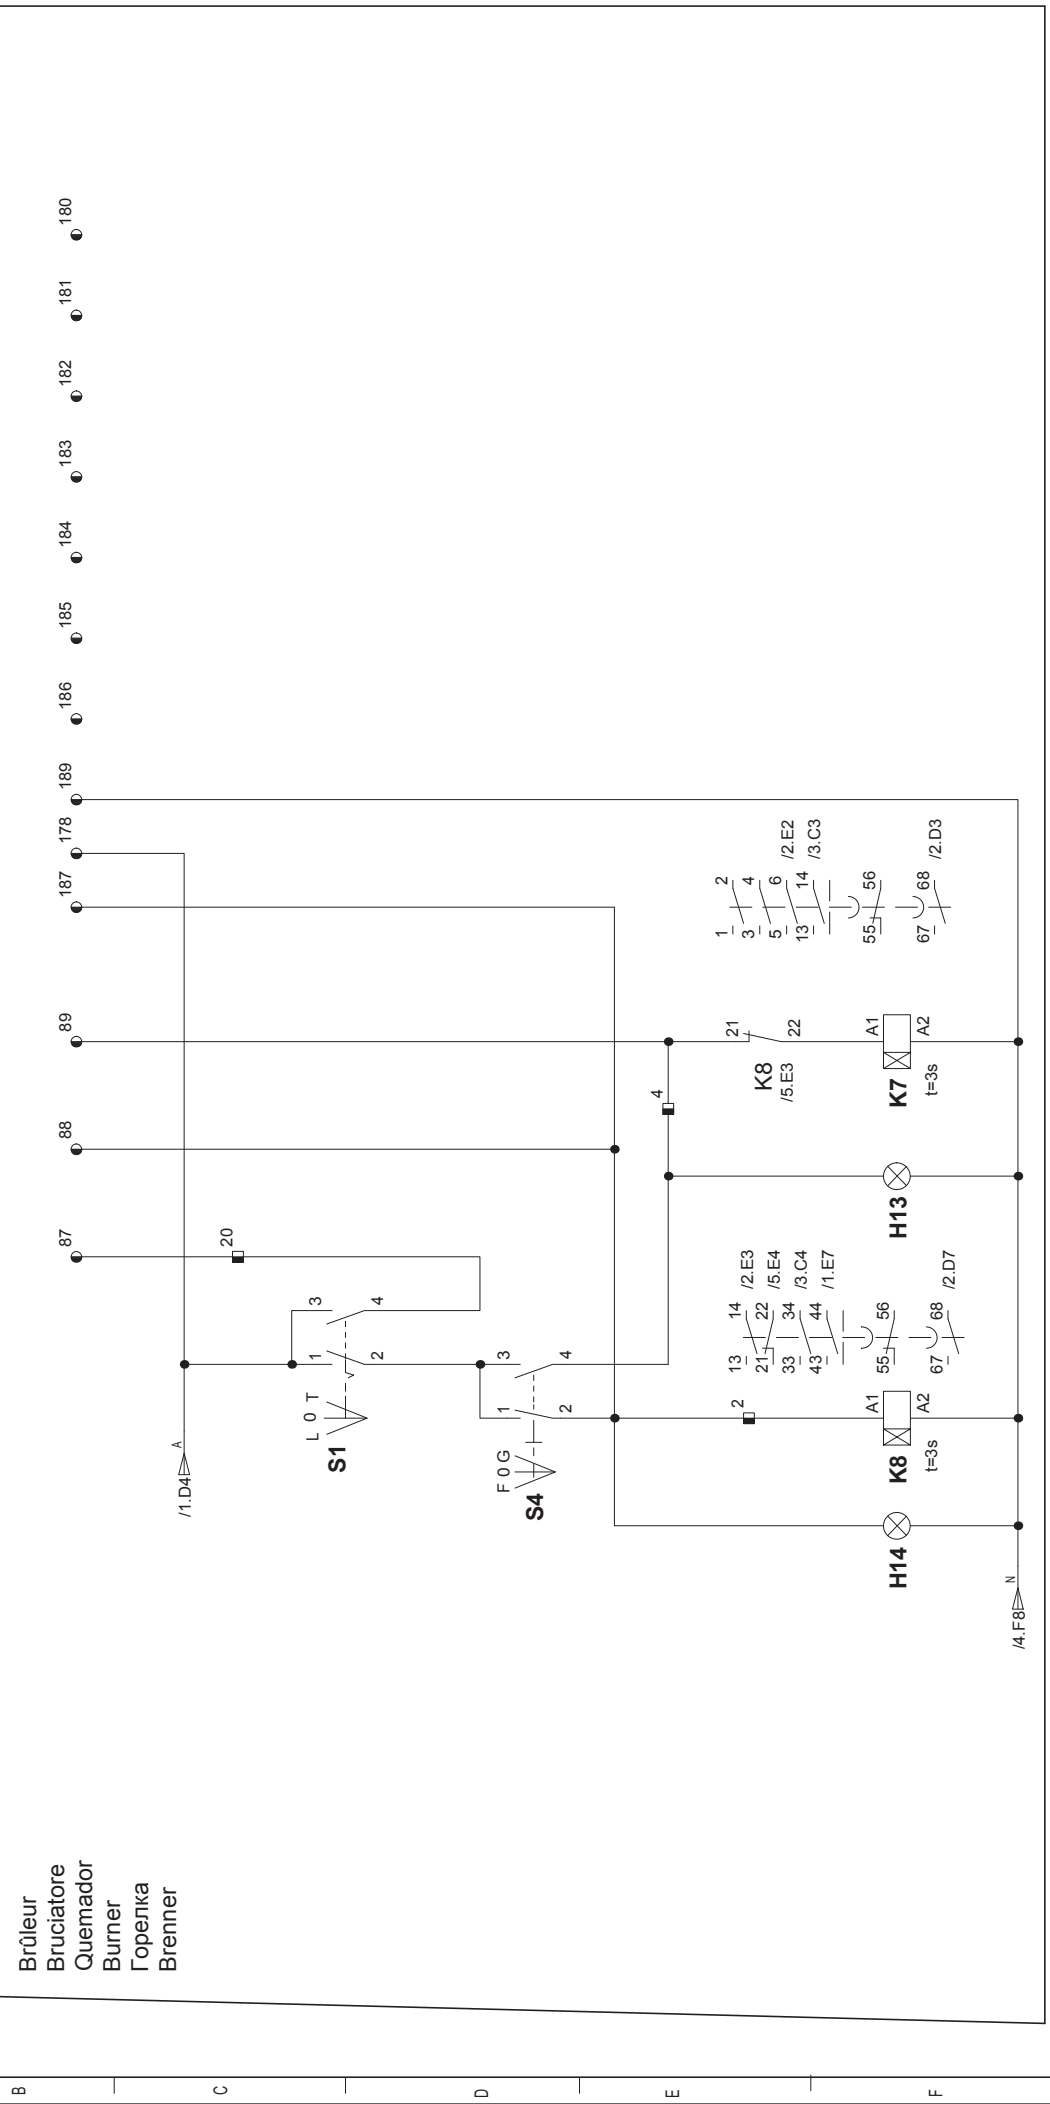 Brûleur
Bruciatore
Quemador
Burner
Горелка
Brenner
87
88
89
187
178
189
186
185
184
183
182
181
180
/1.D4
A
20
S1
L 0 T
1
2
3
4
S4
F 0 G
1
2
3
4
4
2
H14
K8
t=3s
A1
A2
13 14 /2.E3
21 22 /5.E4
33 34 /3.C4
43 44 /1.E7
55 56
67 68 /2.D7
H13
K8
/5.E3
21
22
K7
t=3s
A1
A2
1 2
3 4
5 6 /2.E2
13 14 /3.C3
55 56
67 68 /2.D3
/4.F8
N
B
C
D
E
F